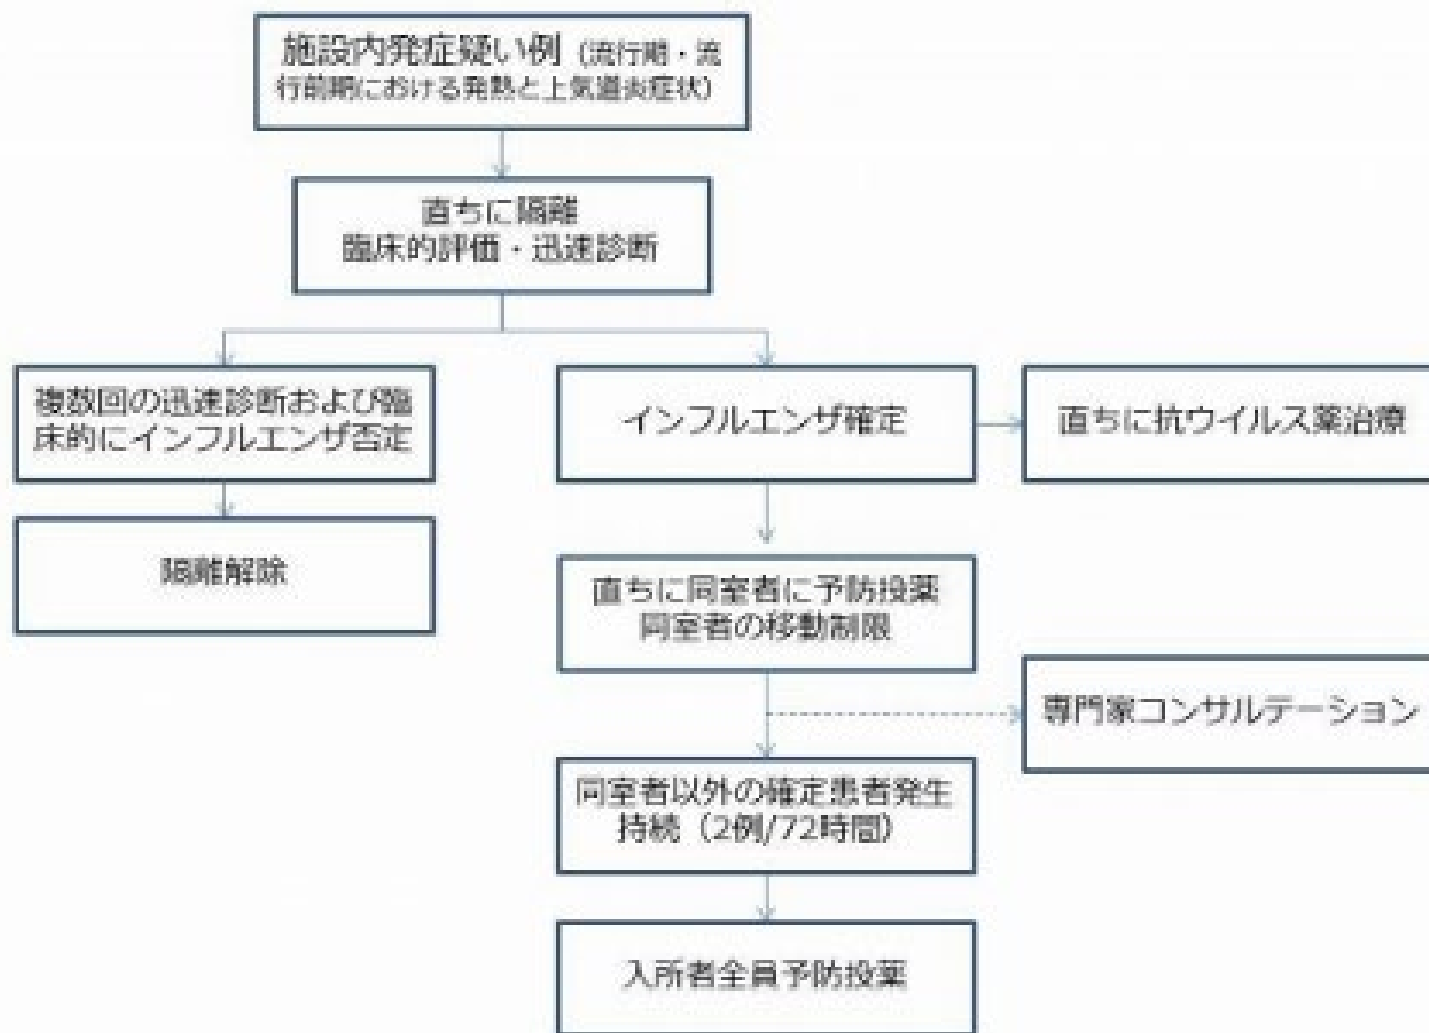 施設内発症疑い例（流行期・流
行前期における発熱と上気道炎症状）
直ちに隔離
臨床的評価・迅速診断
複数回の迅速診断および臨
床的にインフルエンザ否定
インフルエンザ確定
直ちに抗ウイルス薬治療
隔離解除
直ちに同室者に予防投薬
同室者の移動制限
専門家コンサルテーション
同室者以外の確定患者発生
持続（2例/72時間）
入所者全員予防投薬